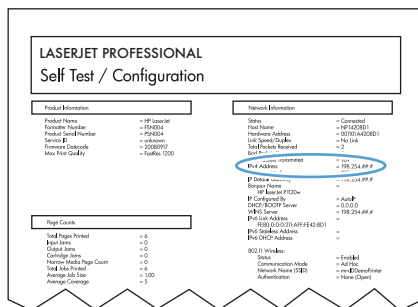 LASERJET PROFESSIONAL
Self Test / Configuration
Product Information
Product Name = HP LaserJet
Formatter Number = FSN004
Product Serial Number = PSN004
Service ID = unknown
Firmware Datecode = 20080917
Max Print Quality = FastRes 1200
Page Counts
Total Pages Printed = 6
Input Jams = 0
Output Jams = 0
Cartridge Jams = 0
Narrow Media Page Count = 0
Total Jobs Printed = 6
Average Job Size = 1.00
Average Coverage = 5
Network Information
Status = Connected
Host Name = NPI4208D1
Hardware Address = 00101A4208D1
Link Speed/Duplex = No Link
Total Packets Received = 2
IPv4 Address = 198.254.##.#
IP Default Gateway = 198.254.##.#
Bonjour Name =
HP LaserJet P1120w
IP Configured By = AutoIP
DHCP/BOOTP Server = 0.0.0.0
WINS Server = 198.254.##.#
IPv6 Link Address =
FE80:0:0:0:211:AFF:FE42:8D1
IPv6 Stateless Address =
IPv6 DHCP Address =
802.11 Wireless:
Status = Enabled
Communication Mode = Ad Hoc
Network Name (SSID) = mrvlDDemoPrinter
Authentication = None (Open)